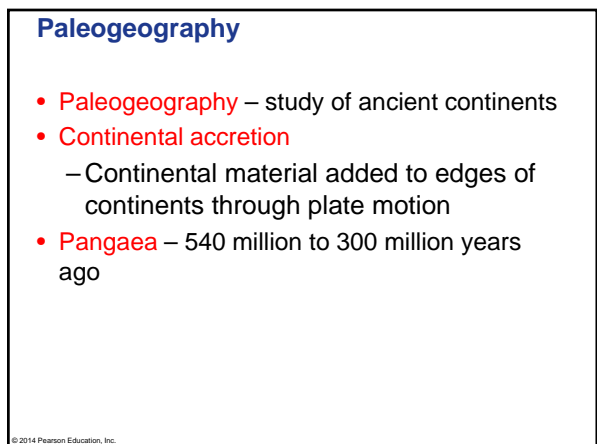 Paleogeography
• Paleogeography – study of ancient continents
• Continental accretion
– Continental material added to edges of
continents through plate motion
• Pangaea – 540 million to 300 million years
ago
© 2014 Pearson Education, Inc.